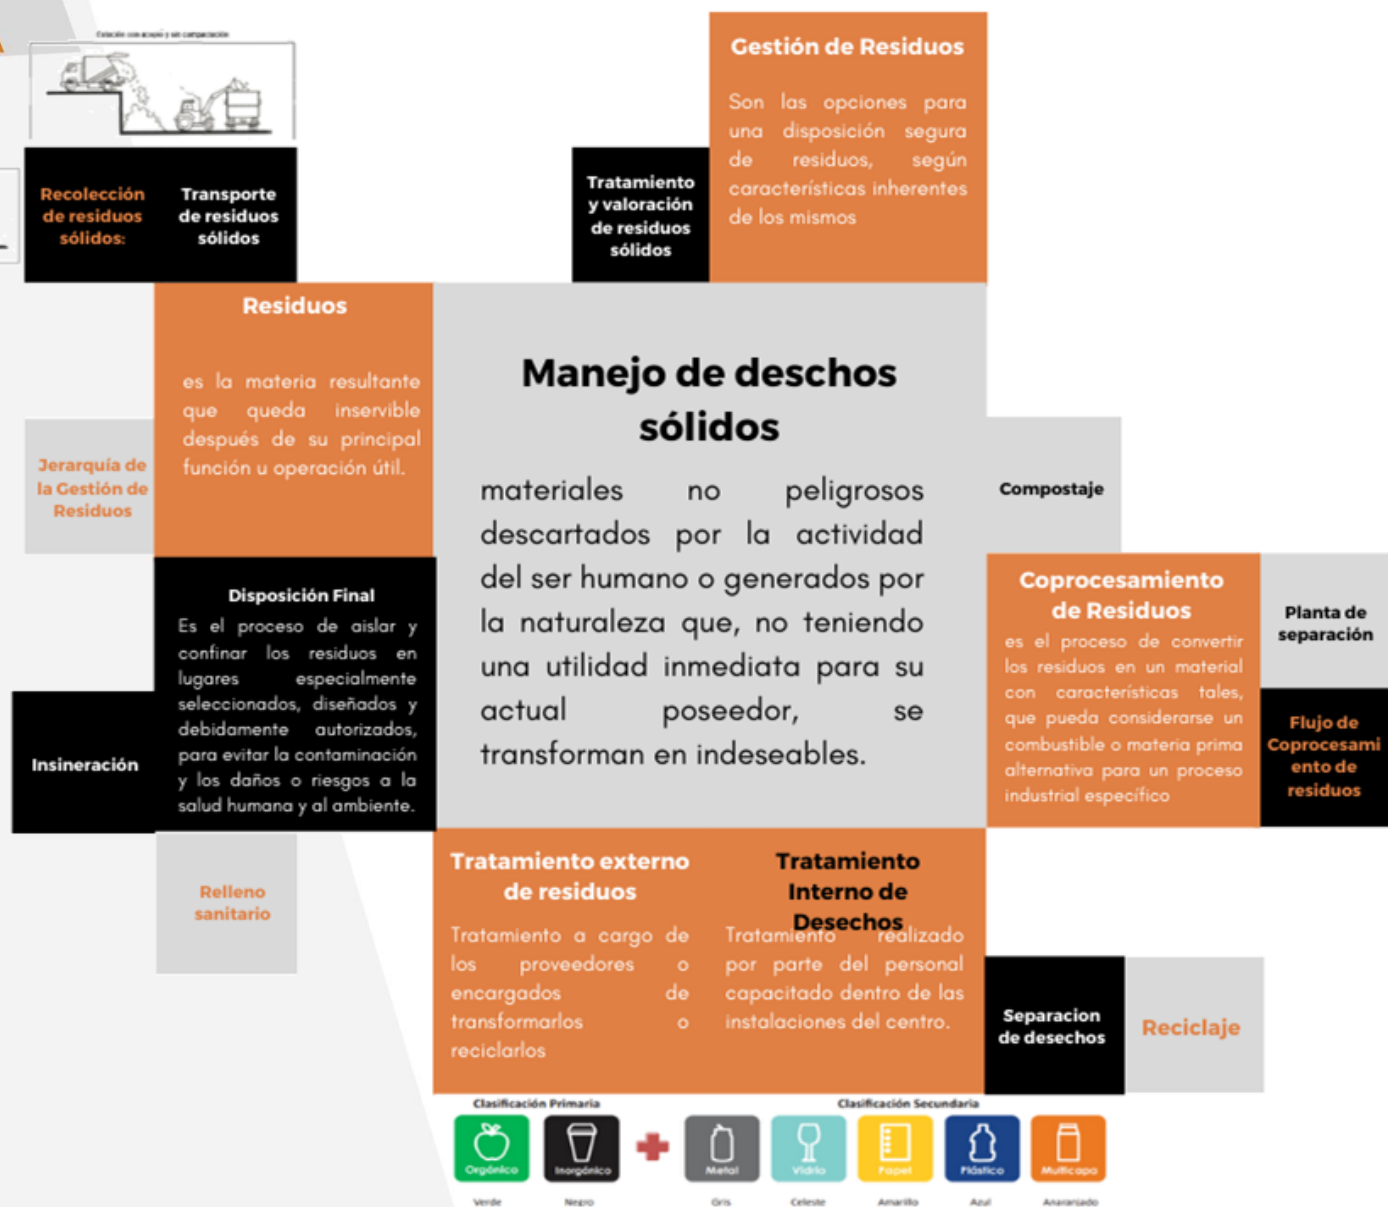 Estación con acopio y sin compactación
Recolección
de residuos
sólidos:
Transporte
de residuos
sólidos
Tratamiento
y valoración
de residuos
sólidos
Gestión de Residuos
Son las opciones para
una disposición segura
de residuos, según
características inherentes
de los mismos
Residuos
es la materia resultante
que queda inservible
después de su principal
función u operación útil.
Jerarquía de
la Gestión de
Residuos
Manejo de deschos
sólidos
materiales no peligrosos
descartados por la actividad
del ser humano o generados por
la naturaleza que, no teniendo
una utilidad inmediata para su
actual poseedor, se
transforman en indeseables.
Compostaje
Disposición Final
Es el proceso de aislar y
confinar los residuos en
lugares especialmente
seleccionados, diseñados y
debidamente autorizados,
para evitar la contaminación
y los daños o riesgos a la
salud humana y al ambiente.
Insineración
Relleno
sanitario
Coprocesamiento
de Residuos
es el proceso de convertir
los residuos en un material
con características tales,
que pueda considerarse un
combustible o materia prima
alternativa para un proceso
industrial específico
Planta de
separación
Flujo de
Coprocesami
ento de
residuos
Tratamiento externo
de residuos
Tratamiento a cargo de
los proveedores o
encargados de
transformarlos o
reciclarlos
Tratamiento
Interno de
Desechos
Tratamiento realizado
por parte del personal
capacitado dentro de las
instalaciones del centro.
Separacion
de desechos
Reciclaje
Clasificación Primaria
Clasificación Secundaria
Orgánico
Inorgánico
Metal
Vidrio
Papel
Plástico
Multicapa
Verde
Negro
Gris
Celeste
Amarillo
Azul
Anaranjado